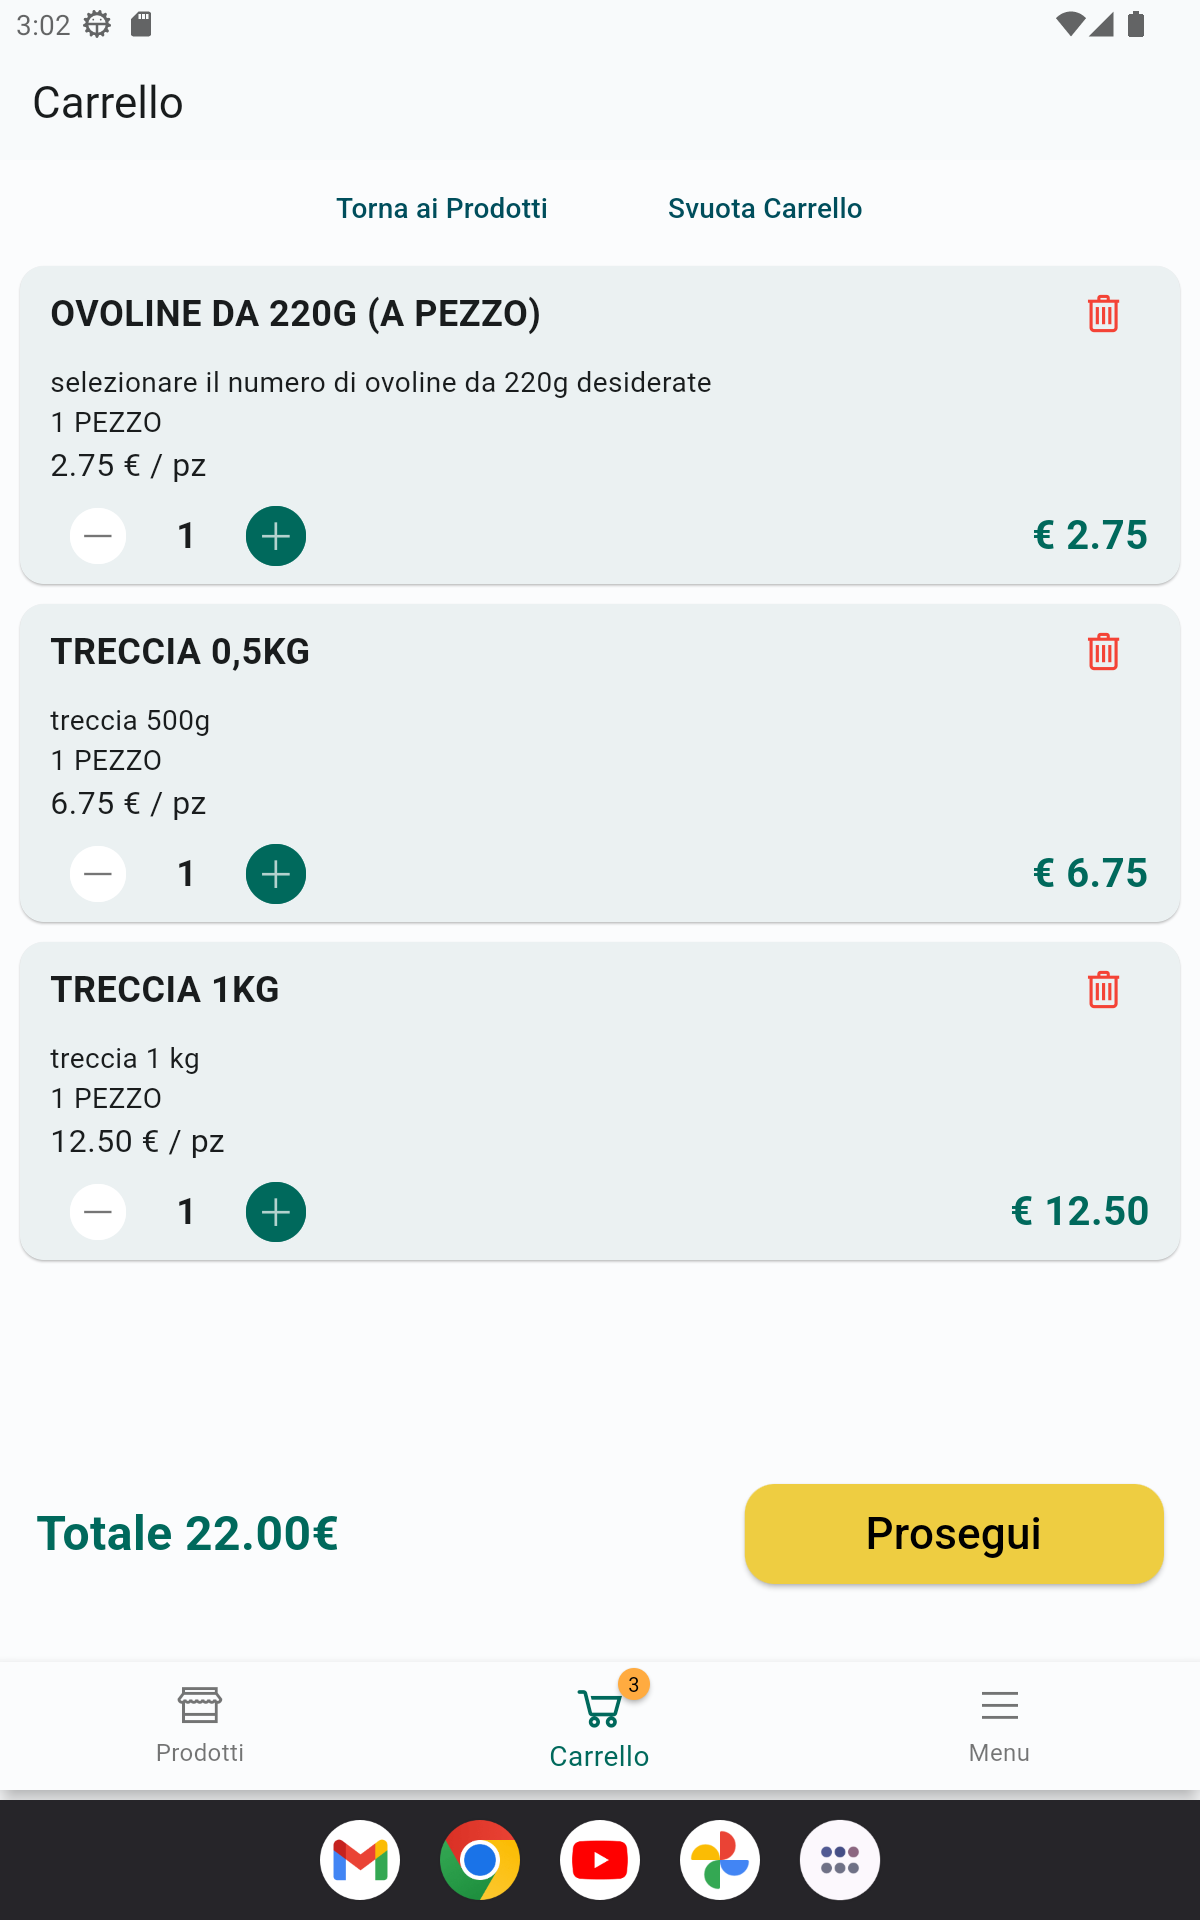 3:02
Carrello
Torna ai Prodotti
Svuota Carrello
OVOLINE DA 220G (A PEZZO)
selezionare il numero di ovoline da 220g desiderate
1 PEZZO
2.75 € / pz
1
€ 2.75
TRECCIA 0,5KG
treccia 500g
1 PEZZO
6.75 € / pz
1
€ 6.75
TRECCIA 1KG
treccia 1 kg
1 PEZZO
12.50 € / pz
1
€ 12.50
Totale 22.00€
Prosegui
3
Prodotti
Carrello
Menu